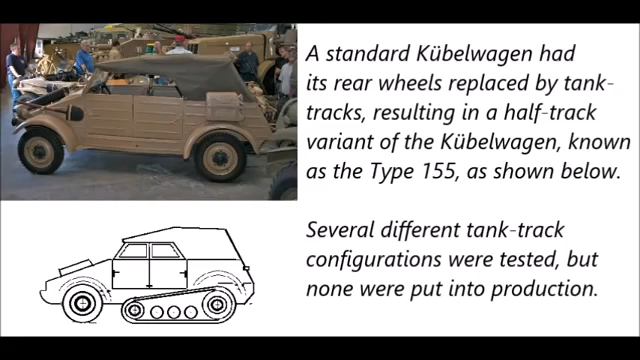 A standard Kübelwagen had
its rear wheels replaced by tank-
tracks, resulting in a half-track
variant of the Kübelwagen, known
as the Type 155, as shown below.
Several different tank-track
configurations were tested, but
none were put into production.